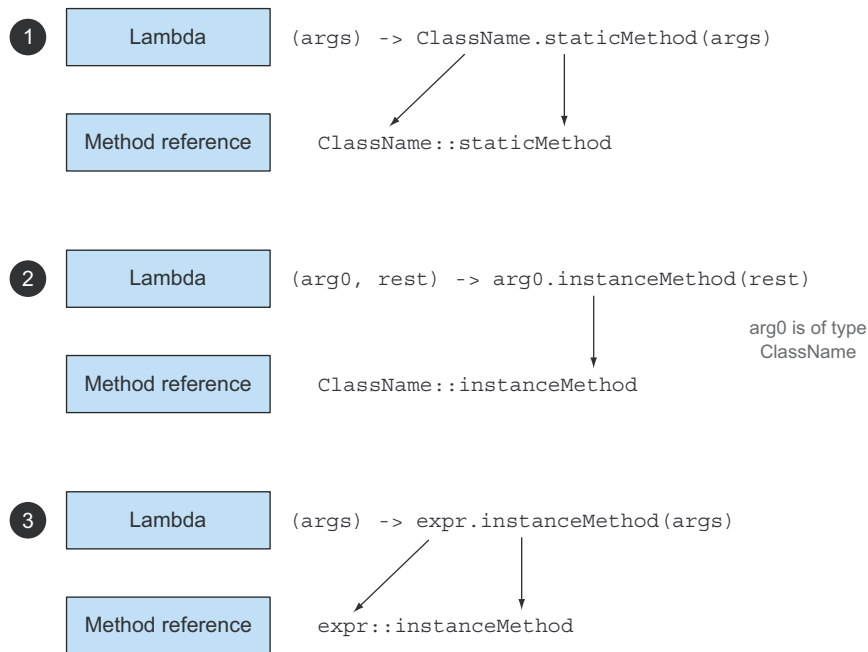 1 Lambda (args) -> ClassName.staticMethod(args)
Method reference ClassName::staticMethod
2 Lambda (arg0, rest) -> arg0.instanceMethod(rest)
arg0 is of type
ClassName
Method reference ClassName::instanceMethod
3 Lambda (args) -> expr.instanceMethod(args)
Method reference expr::instanceMethod